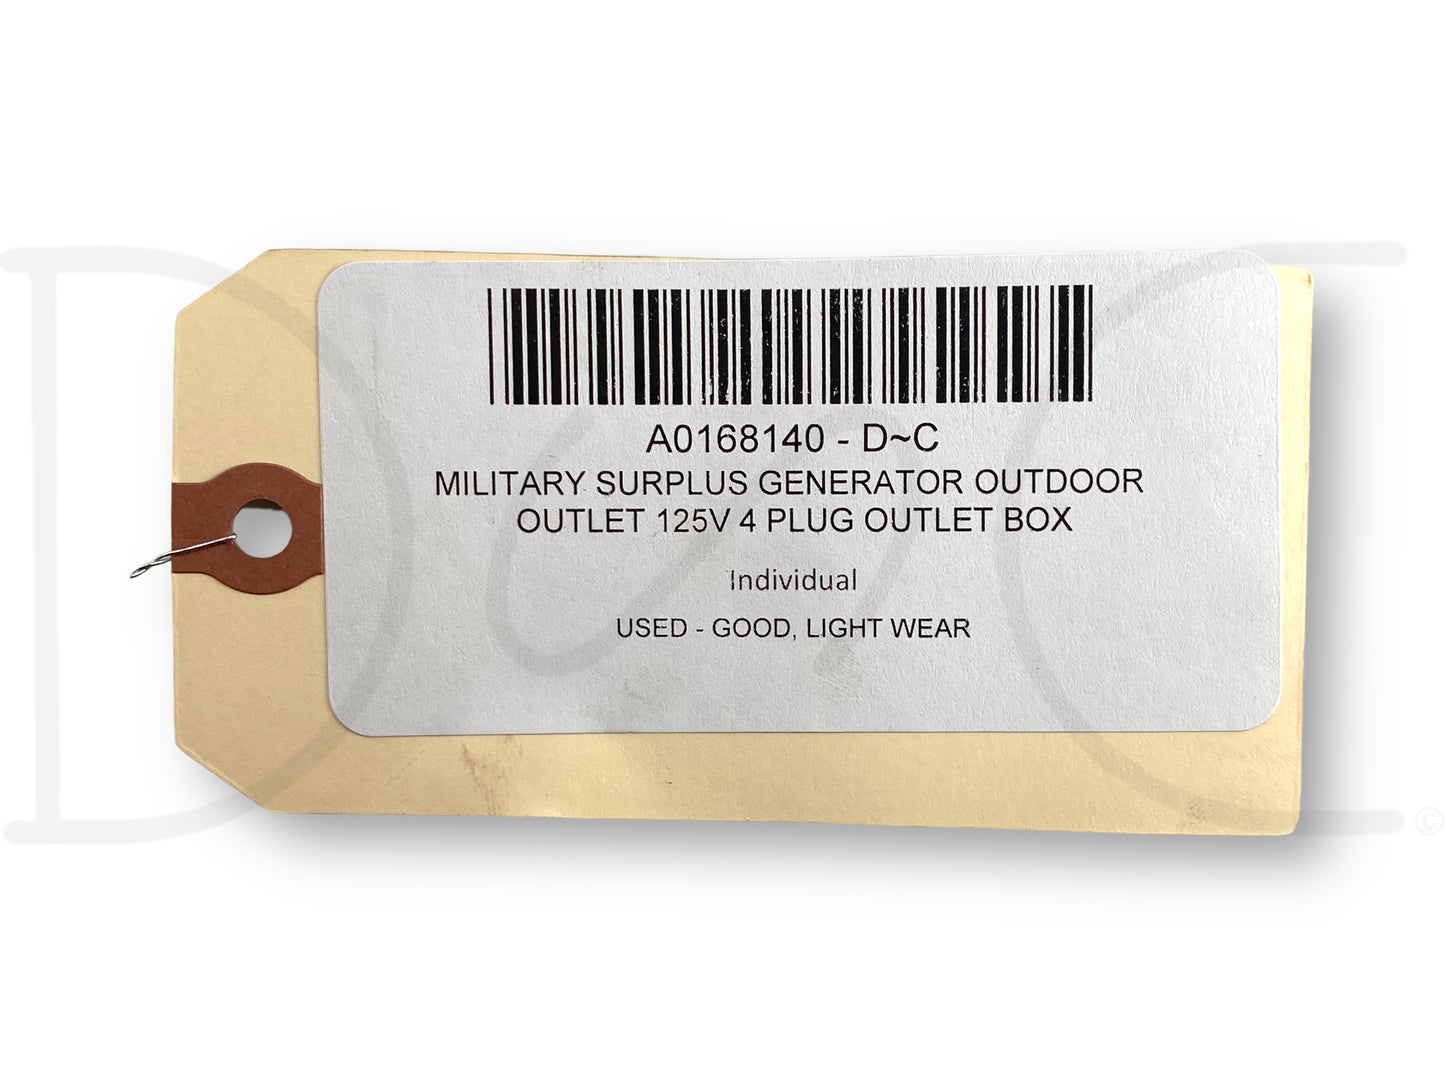 A0168140 - D~C
MILITARY SURPLUS GENERATOR OUTDOOR
OUTLET 125V 4 PLUG OUTLET BOX
Individual
USED - GOOD, LIGHT WEAR
D~C
©